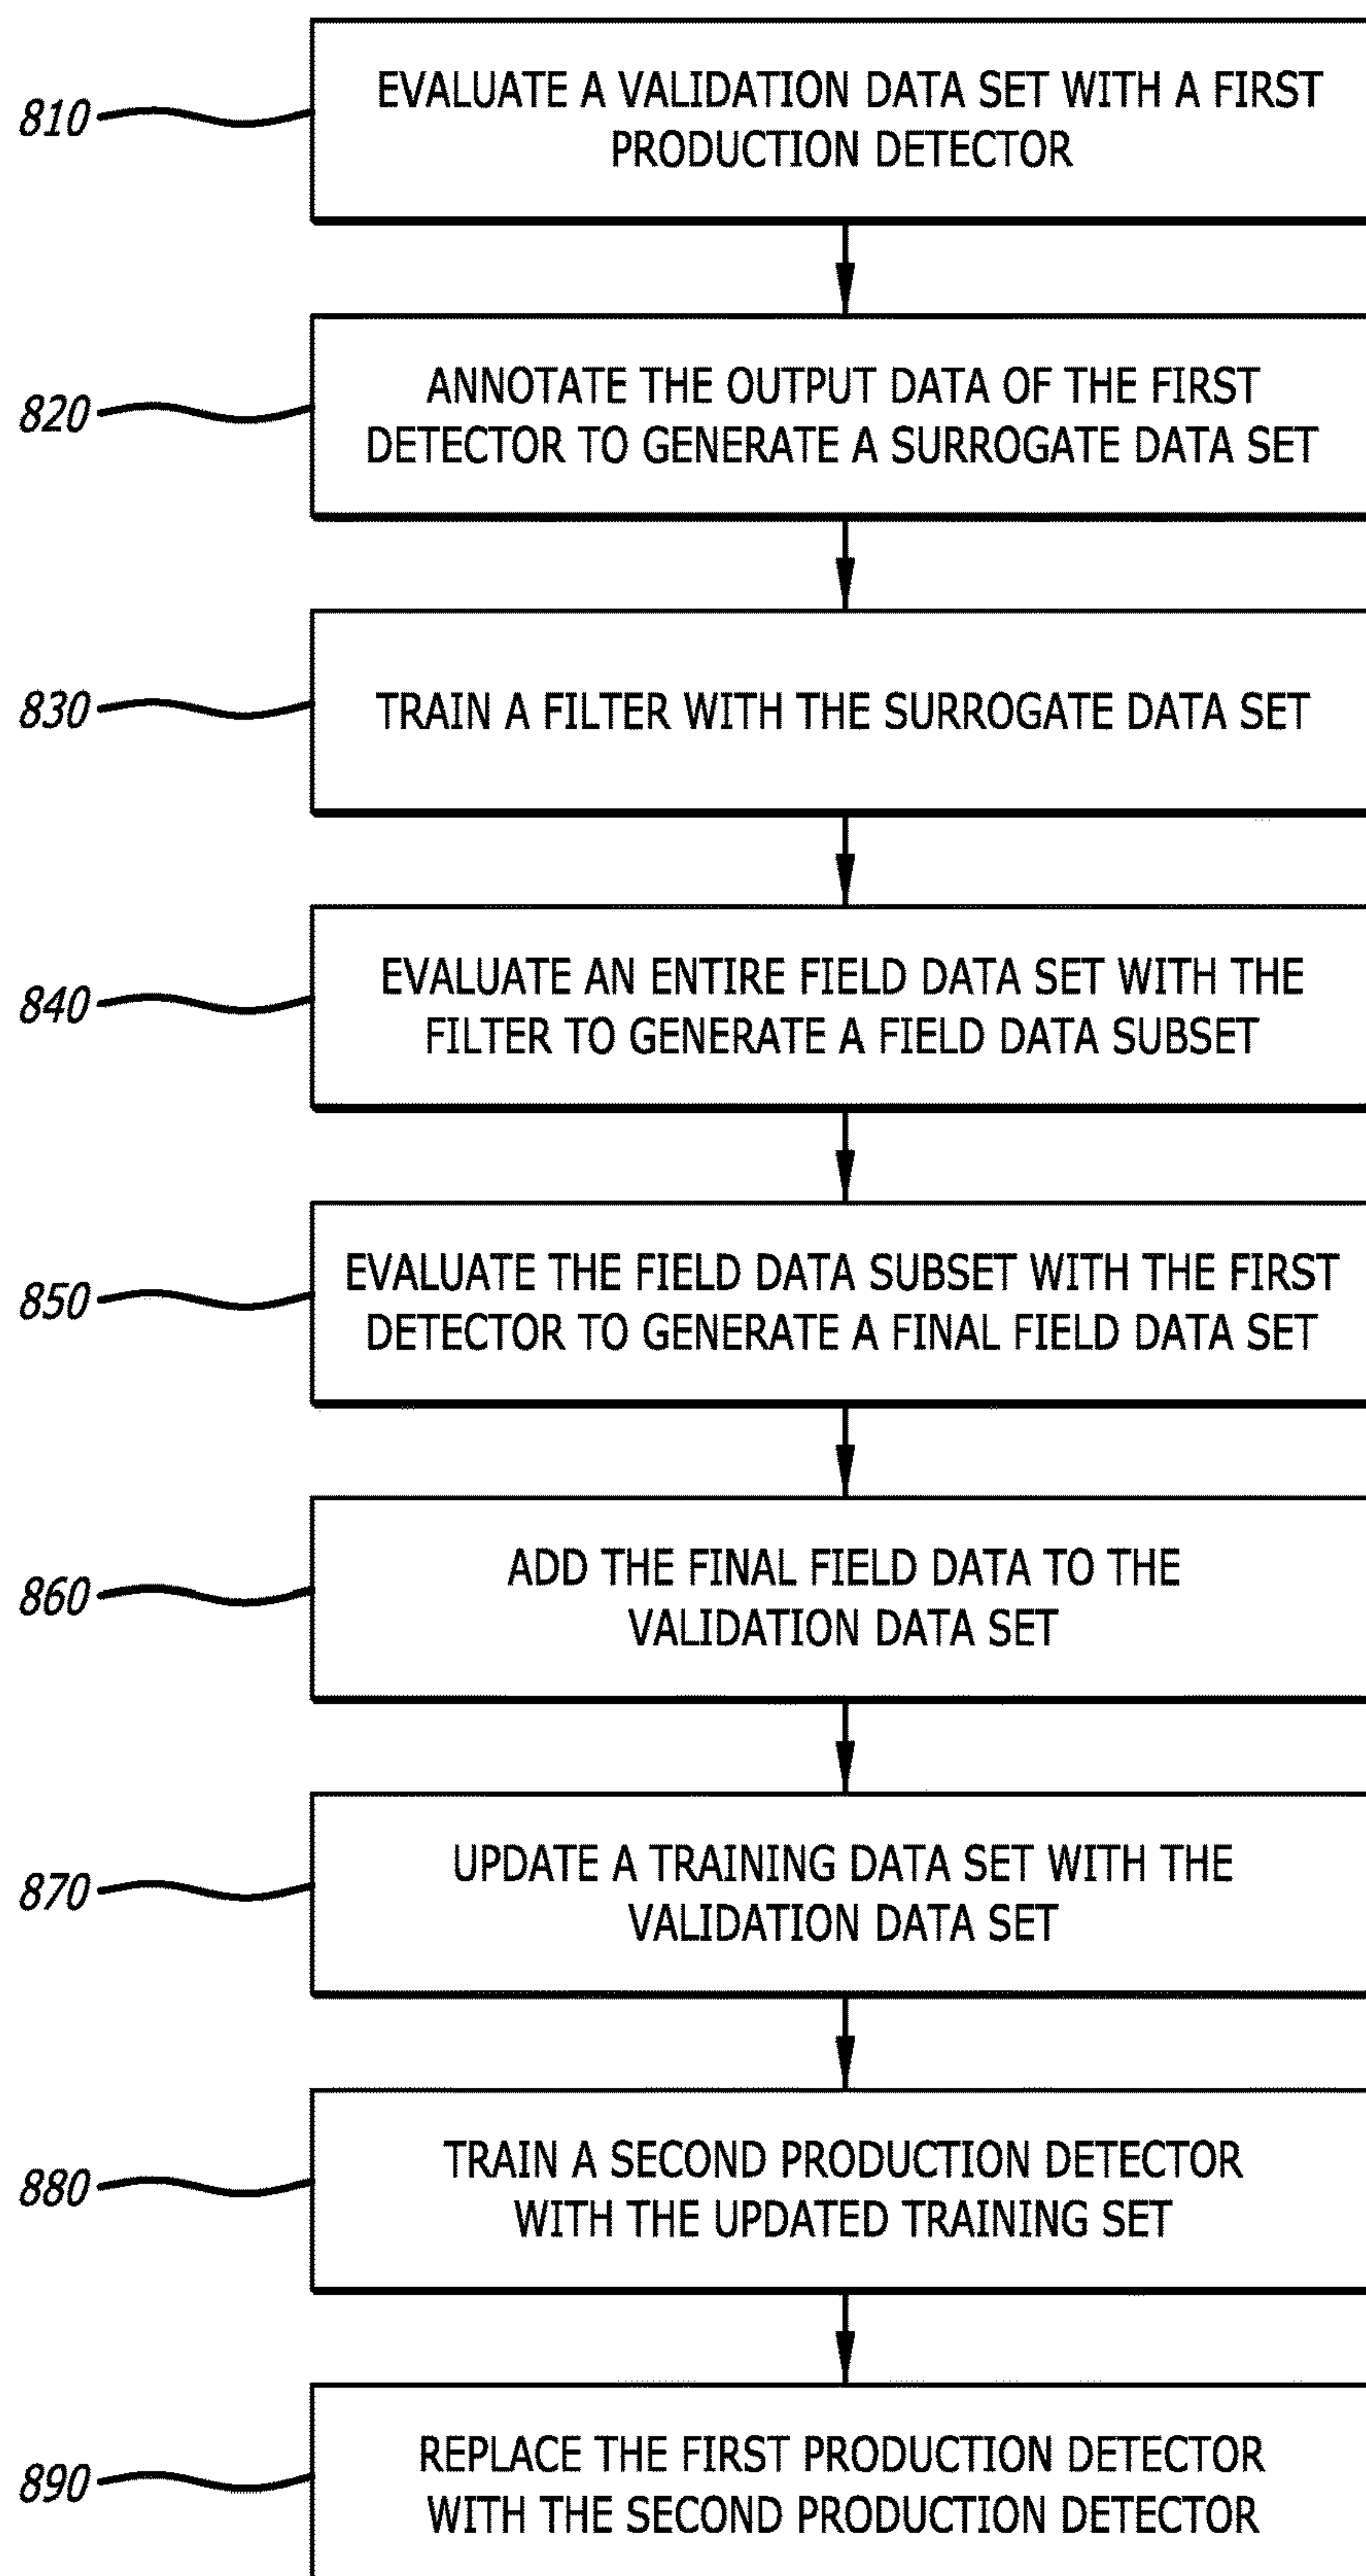 810
EVALUATE A VALIDATION DATA SET WITH A FIRST
PRODUCTION DETECTOR
820
ANNOTATE THE OUTPUT DATA OF THE FIRST
DETECTOR TO GENERATE A SURROGATE DATA SET
830
TRAIN A FILTER WITH THE SURROGATE DATA SET
840
EVALUATE AN ENTIRE FIELD DATA SET WITH THE
FILTER TO GENERATE A FIELD DATA SUBSET
850
EVALUATE THE FIELD DATA SUBSET WITH THE FIRST
DETECTOR TO GENERATE A FINAL FIELD DATA SET
860
ADD THE FINAL FIELD DATA TO THE
VALIDATION DATA SET
870
UPDATE A TRAINING DATA SET WITH THE
VALIDATION DATA SET
880
TRAIN A SECOND PRODUCTION DETECTOR
WITH THE UPDATED TRAINING SET
890
REPLACE THE FIRST PRODUCTION DETECTOR
WITH THE SECOND PRODUCTION DETECTOR